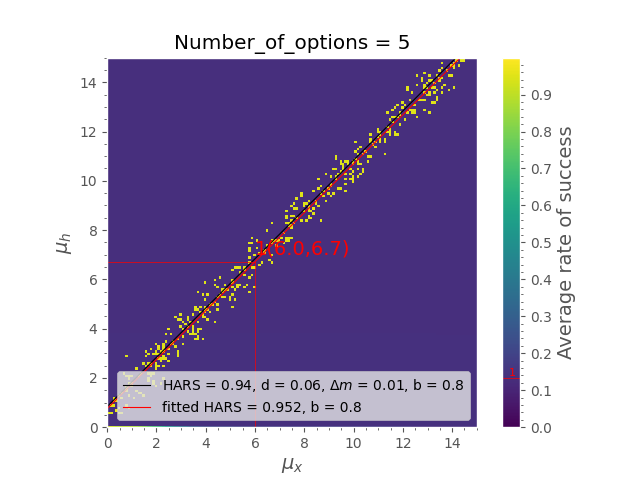 Number_of_options = 5
14
12
10
8
6
4
2
0
μh
(6.0,6.7)
HARS = 0.94, d = 0.06, Δm = 0.01, b = 0.8
fitted HARS = 0.952, b = 0.8
0 2 4 6 8 10 12 14
μx
0.9
0.8
0.7
0.6
0.5
0.4
0.3
0.2
0.1
0.0
1
Average rate of success